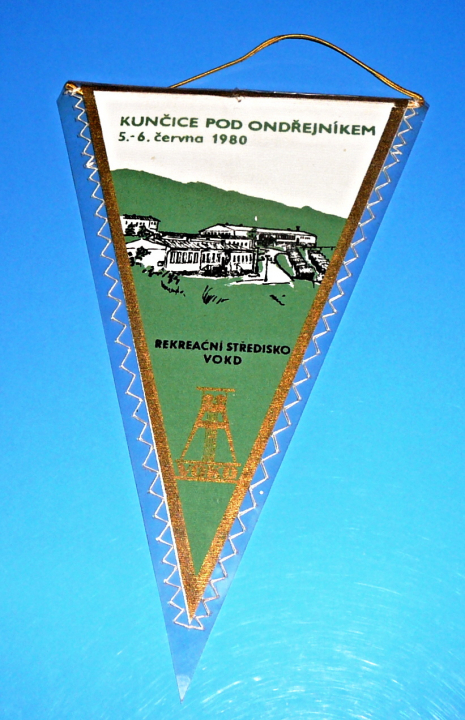 KUNČICE POD ONDŘEJNÍKEM
5.-6. června 1980
REKREAČNÍ STŘEDISKO
VOKD